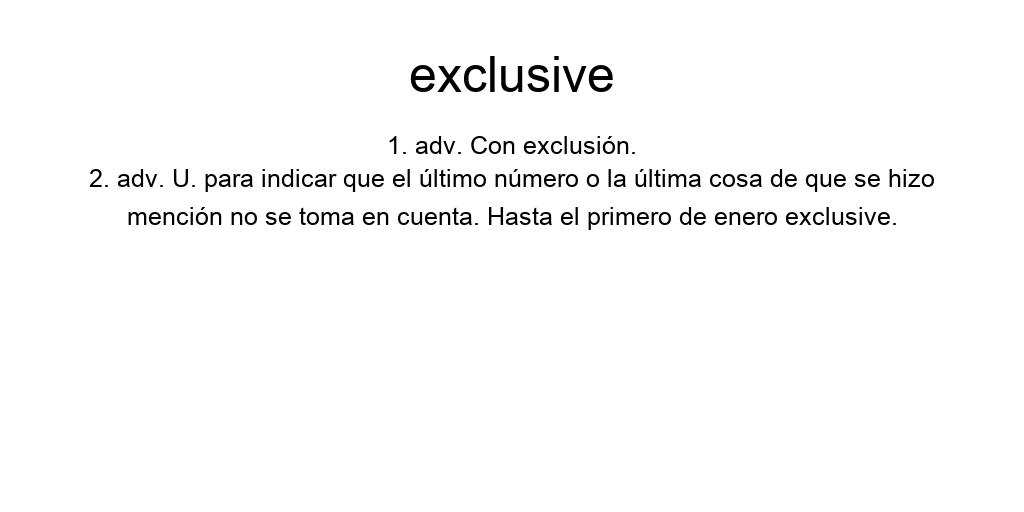 exclusive
1. adv. Con exclusión.
2. adv. U. para indicar que el último número o la última cosa de que se hizo
mención no se toma en cuenta. Hasta el primero de enero exclusive.